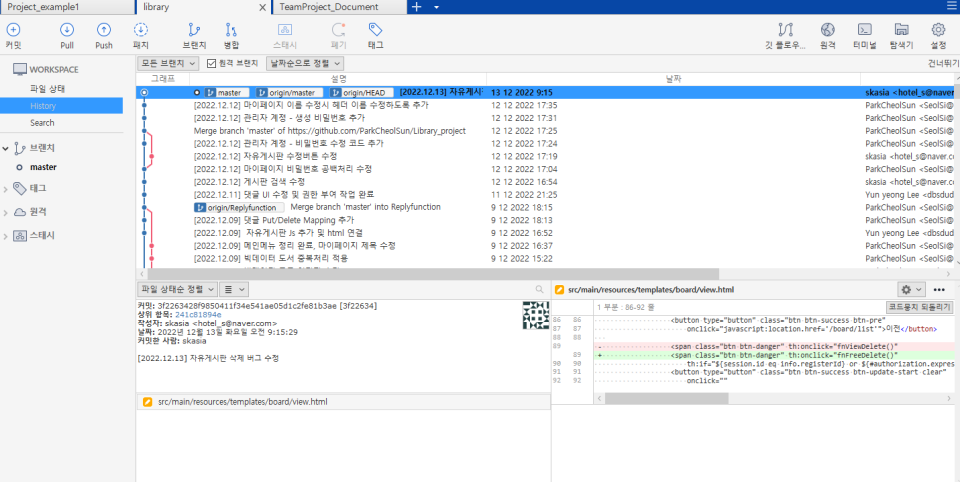 Project_example1 library TeamProject_Document
커밋 Pull Push 패치 브랜치 병합 스태시 폐기 태그 깃 플로우... 원격 터미널 탐색기 설정
WORKSPACE
파일 상태
History
Search
브랜치
master
태그
원격
스태시
모든 브랜치 원격 브랜치 날짜순으로 정렬 건너뛰기
그래프 설명 날짜
master origin/master origin/HEAD [2022.12.13] 자유게시 13 12 2022 9:15 skasia <hotel_s@naver
[2022.12.12] 마이페이지 이름 수정시 헤더 이름 수정하도록 추가 12 12 2022 17:35 ParkCheolSun <SeolSi@
[2022.12.12] 관리자 계정 - 생성 비밀번호 추가 12 12 2022 17:31 ParkCheolSun <SeolSi@
Merge branch 'master' of https://github.com/ParkCheolSun/Library_project 12 12 2022 17:25 ParkCheolSun <SeolSi@
[2022.12.12] 관리자 계정 - 비밀번호 수정 코드 추가 12 12 2022 17:24 ParkCheolSun <SeolSi@
[2022.12.12] 자유게시판 수정버튼 수정 12 12 2022 17:19 skasia <hotel_s@naver.c
[2022.12.12] 마이페이지 비밀번호 공백처리 수정 12 12 2022 17:04 ParkCheolSun <SeolSi@
[2022.12.12] 게시판 검색 수정 12 12 2022 16:54 skasia <hotel_s@naver.c
[2022.12.11] 댓글 UI 수정 및 권한 부여 작업 완료 11 12 2022 21:25 Yun yeong Lee <dbsdud
origin/Replyfunction Merge branch 'master' into Replyfunction 9 12 2022 18:15 ParkCheolSun <SeolSi@
[2022.12.09] 댓글 Put/Delete Mapping 추가 9 12 2022 18:13 ParkCheolSun <SeolSi@
[2022.12.09] 자유게시판 Js 추가 및 html 연결 9 12 2022 16:52 Yun yeong Lee <dbsdud
[2022.12.09] 메인메뉴 정리 완료, 마이페이지 제목 수정 9 12 2022 16:37 ParkCheolSun <SeolSi@
[2022.12.09] 빅데이터 도서 중복처리 적용 9 12 2022 15:22 ParkCheolSun <SeolSi@
파일 상태순 정렬
커밋: 3f2263428f9850411f34e541ae05d1c2fe81b3ae [3f22634]
상위 항목: 241c81894e
작성자: skasia <hotel_s@naver.com>
날짜: 2022년 12월 13일 화요일 오전 9:15:29
커밋한 사람: skasia
[2022.12.13] 자유게시판 삭제 버그 수정
src/main/resources/templates/board/view.html
src/main/resources/templates/board/view.html
1 부분 : 86-92 줄 코드뭉치 되돌리기
86 86 <button type="button" class="btn btn-success btn-pre"
87 87 onclick="javascript:location.href='/board/list'">이전</button>
88 88
89 - <span class="btn btn-danger" th:onclick="fnViewDelete()"
89 + <span class="btn btn-danger" th:onclick="fnFreeDelete()"
90 90 th:if="${session.id eq info.registerid} or ${#authorization.expres
91 91 <button type="button" class="btn btn-success btn-update-start clear"
92 92 onclick=""